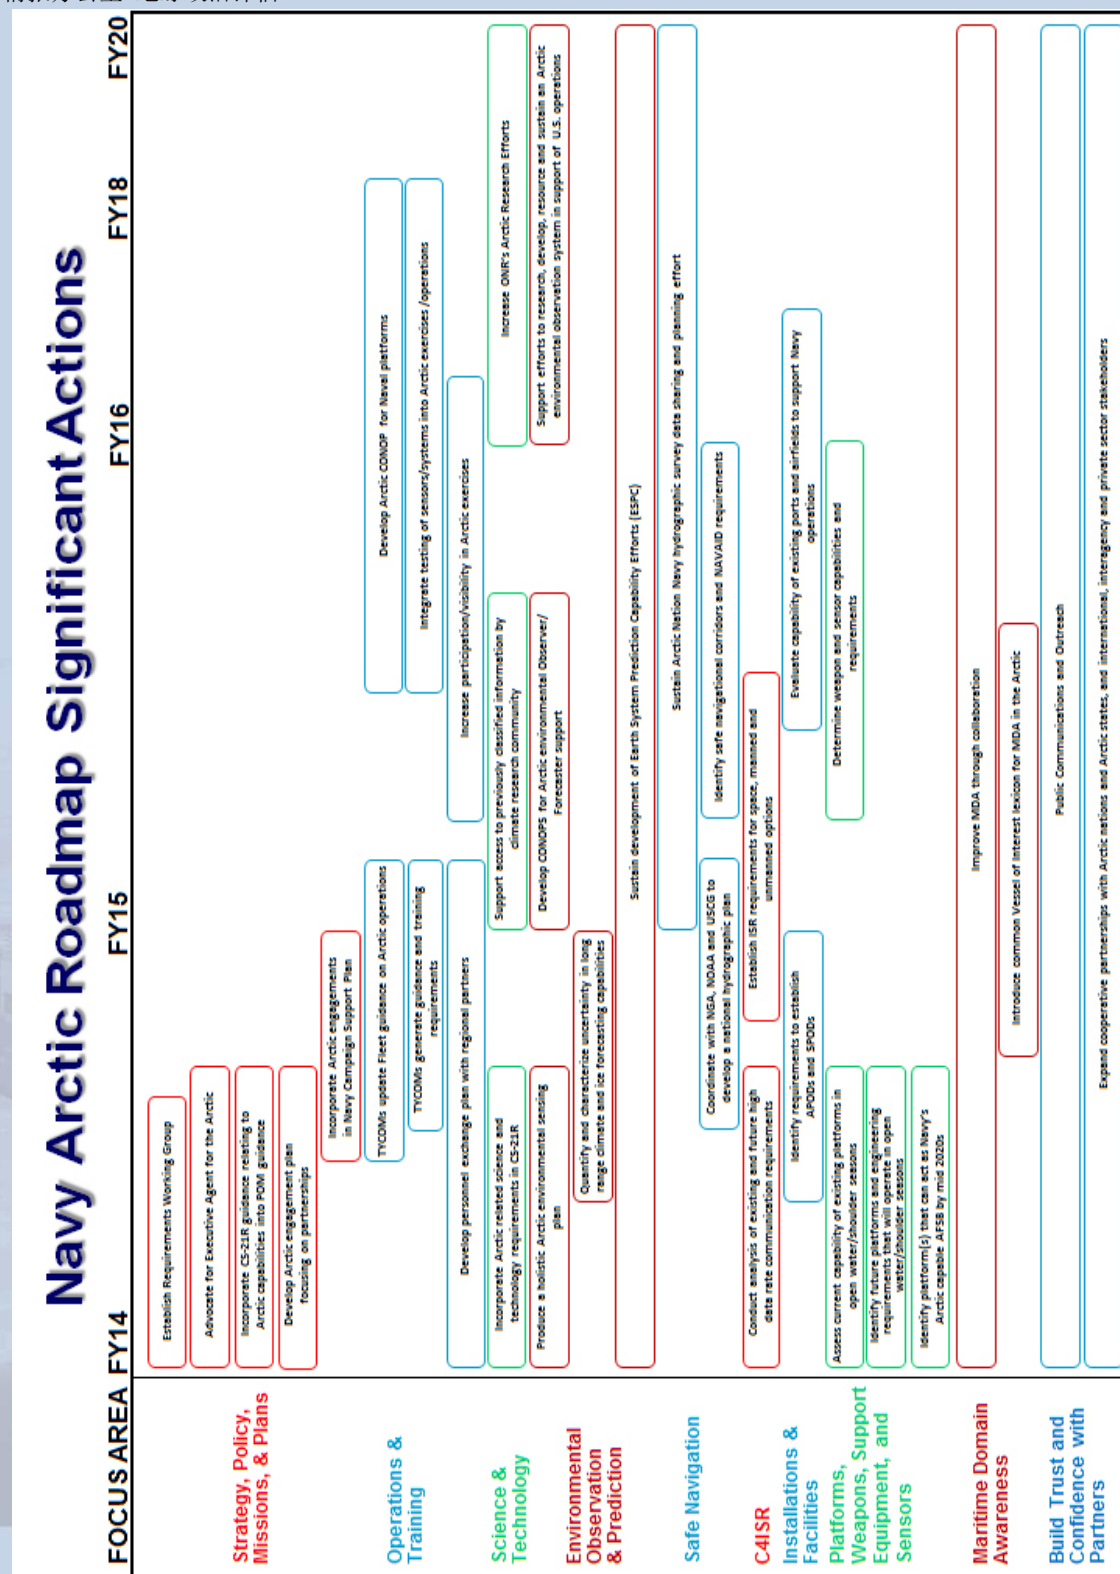 Navy Arctic Roadmap Significant Actions
FOCUS AREA FY14 FY15 FY16 FY18 FY20
Strategy, Policy,
Missions, & Plans
Establish Requirements Working Group
Advocate for Executive Agent for the Arctic
Incorporate CS-21R guidance relating to
Arctic capabilities into POM guidance
Develop Arctic engagement plan
focusing on partnerships
Incorporate Arctic engagements
in Navy Campaign Support Plan
Operations &
Training
TYCOMs update Fleet guidance on Arctic operations
Develop Arctic CONOP for Naval platforms
TYCOMs generate guidance and training
requirements
Integrate testing of sensors/systems into Arctic exercises /operations
Develop personnel exchange plan with regional partners
Increase participation/visibility in Arctic exercises
Science &
Technology
Incorporate Arctic related science and
technology requirements in CS-21R
Support access to previously classified information by
climate research community
Increase ONR's Arctic Research Efforts
Environmental
Observation
& Prediction
Produce a holistic Arctic environmental sensing
plan
Develop CONOPS for Arctic environmental Observer/
Forecaster support
Support efforts to research, develop, resource and sustain an Arctic
environmental observation system in support of U.S. operations
Quantify and characterize uncertainty in long
range climate and ice forecasting capabilities
Sustain development of Earth System Prediction Capability Efforts (ESPC)
Safe Navigation
Sustain Arctic Nation Navy hydrographic survey data sharing and planning effort
Coordinate with NGA, NOAA and USCG to
develop a national hydrographic plan
Identify safe navigational corridors and NAVAID requirements
C4ISR
Conduct analysis of existing and future high
data rate communication requirements
Establish ISR requirements for space, manned and
unmanned options
Installations &
Facilities
Identify requirements to establish
APODs and SPODs
Evaluate capability of existing ports and airfields to support Navy
operations
Platforms,
Weapons, Support
Equipment, and
Sensors
Assess current capability of existing platforms in
open water/shoulder seasons
Determine weapon and sensor capabilities and
requirements
Identify future platforms and engineering
requirements that will operate in open
water/shoulder seasons
Identify platform(s) that can act as Navy's
Arctic capable AFSB by mid 2020s
Maritime Domain
Awareness
Improve MDA through collaboration
Introduce common Vessel of Interest lexicon for MDA in the Arctic
Build Trust and
Confidence with
Partners
Public Communications and Outreach
Expand cooperative partnerships with Arctic nations and Arctic states, and international, interagency and private sector stakeholders